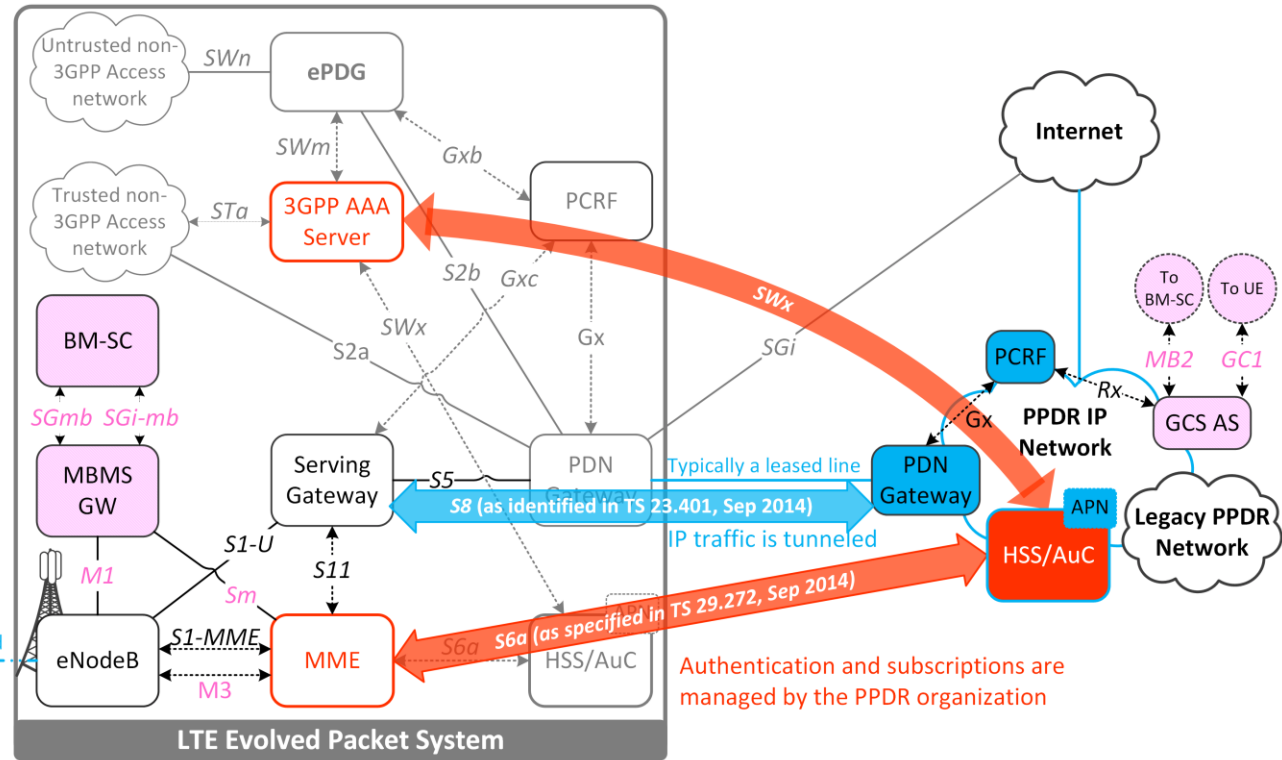 Untrusted non-
3GPP Access
network
SWn
ePDG
SWm
Gxb
Internet
Trusted non-
3GPP Access
network
STa
3GPP AAA
Server
PCRF
S2b
Gxc
SWx
Gx
SWx
S2a
SGi
To
BM-SC
To UE
MB2
GC1
BM-SC
SGmb
SGi-mb
PCRF
Rx
Gx
PPDR IP
Network
GCS AS
MBMS
GW
Serving
Gateway
S5
PDN
Gateway
Typically a leased line
PDN
Gateway
S8 (as identified in TS 23.401, Sep 2014)
IP traffic is tunneled
APN
HSS/AuC
Legacy PPDR
Network
M1
S1-U
Sm
S11
S6a (as specified in TS 29.272, Sep 2014)
APN
eNodeB
S1-MME
M3
MME
S6a
HSS/AuC
Authentication and subscriptions are
managed by the PPDR organization
LTE Evolved Packet System